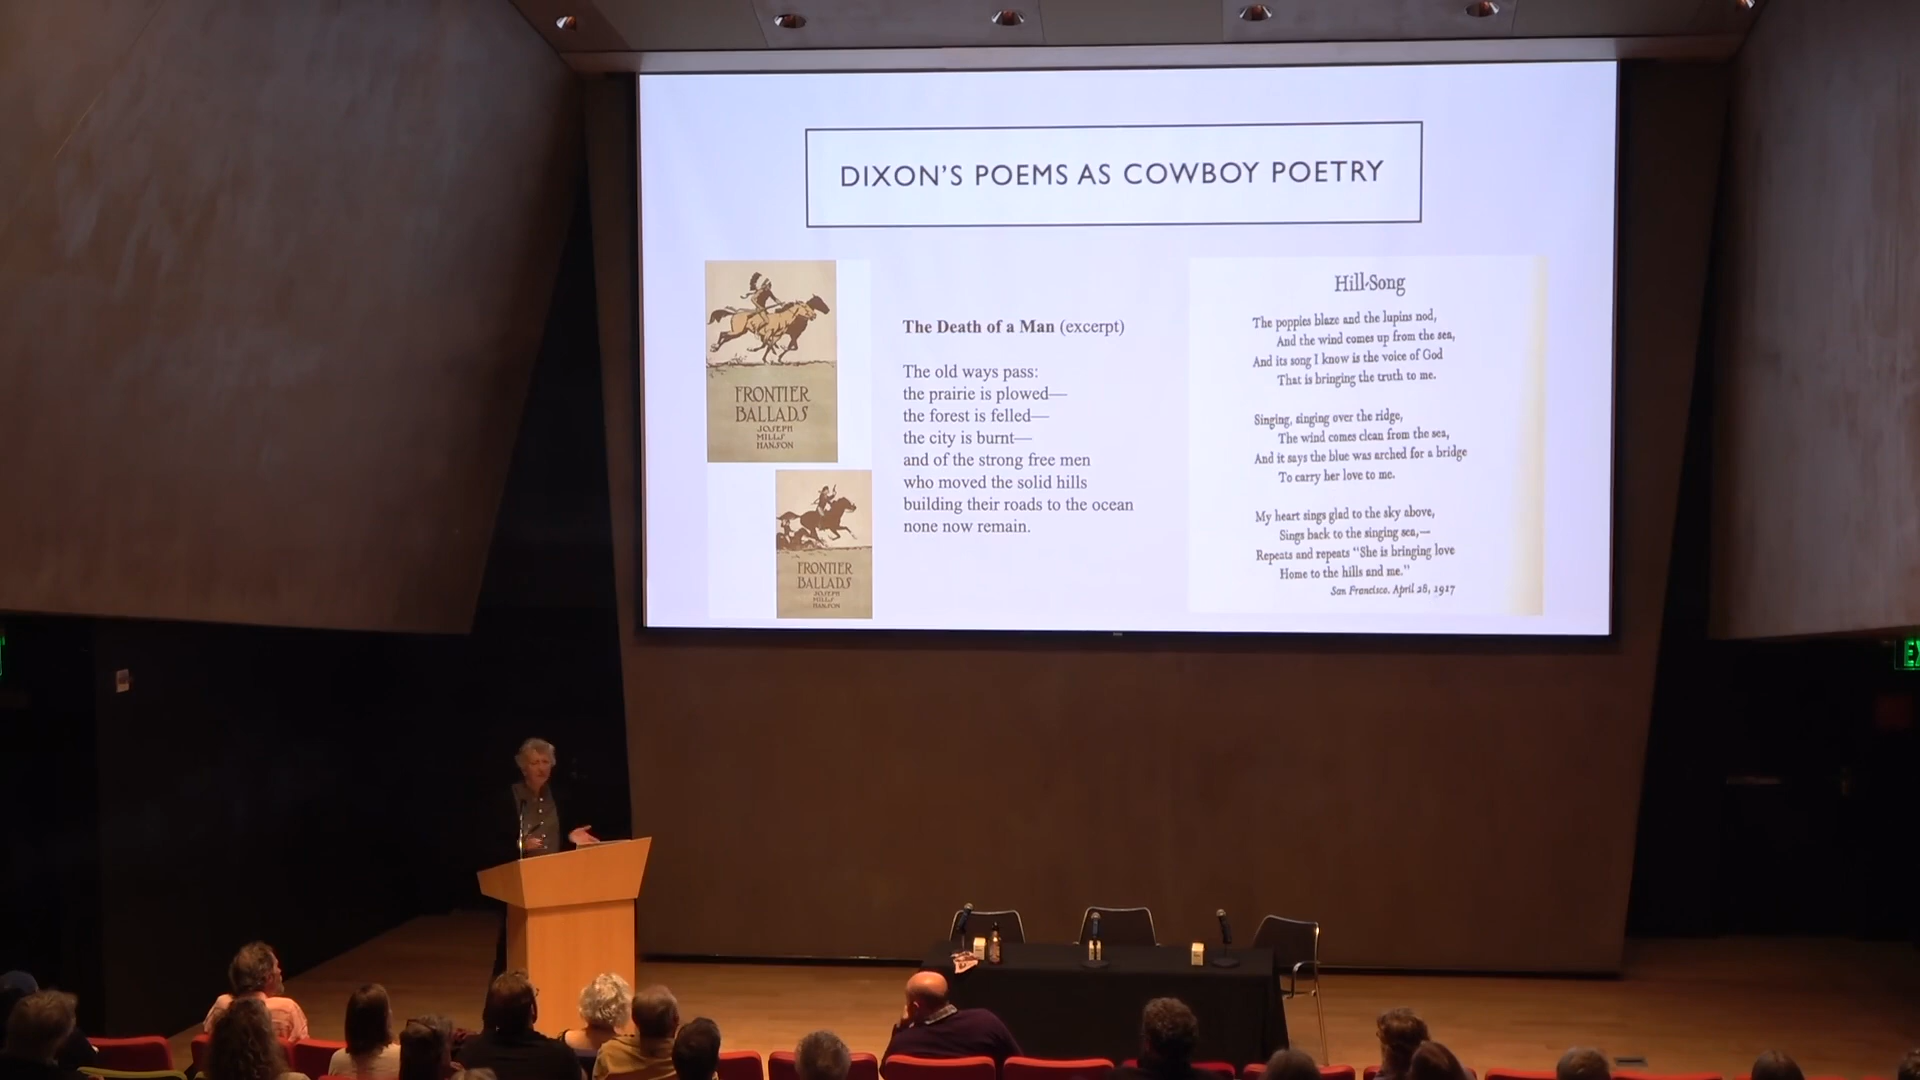 DIXON'S POEMS AS COWBOY POETRY
FRONTIER
BALLADS
JOSEPH
MILLS
HANSON
FRONTIER
BALLADS
JOSEPH
MILLS
HANSON
The Death of a Man (excerpt)
The old ways pass:
the prairie is plowed—
the forest is felled—
the city is burnt—
and of the strong free men
who moved the solid hills
building their roads to the ocean
none now remain.
Hill-Song
The poppies blaze and the lupins nod,
And the wind comes up from the sea,
And its song I know is the voice of God
That is bringing the truth to me.
Singing, singing over the ridge,
The wind comes clean from the sea,
And it says the blue was arched for a bridge
To carry her love to me.
My heart sings glad to the sky above,
Sings back to the singing sea,—
Repeats and repeats "She is bringing love
Home to the hills and me."
San Francisco, April 28, 1917